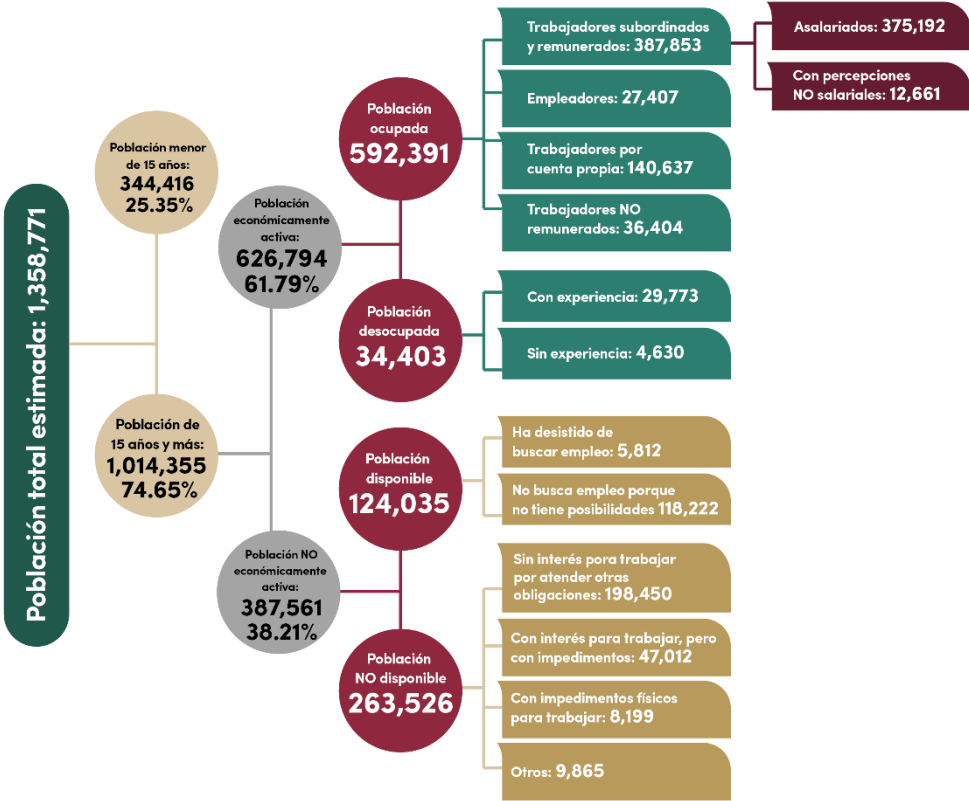 Población total estimada: 1,358,771
Población menor
de 15 años:
344,416
25.35%
Población de
15 años y más:
1,014,355
74.65%
Población
económicamente
activa:
626,794
61.79%
Población NO
económicamente
activa:
387,561
38.21%
Población
ocupada
592,391
Población
desocupada
34,403
Población
disponible
124,035
Población
NO disponible
263,526
Trabajadores subordinados
y remunerados: 387,853
Empleadores: 27,407
Trabajadores por
cuenta propia: 140,637
Trabajadores NO
remunerados: 36,404
Con experiencia: 29,773
Sin experiencia: 4,630
Ha desistido de
buscar empleo: 5,812
No busca empleo porque
no tiene posibilidades 118,222
Sin interés pora trabajar
por atender otras
obligaciones: 198,450
Con interés para trabajar, pero
con impedimentos: 47,012
Con impedimentos físicos
para trabajar: 8,199
Otros: 9,865
Asalariados: 375,192
Con percepciones
NO salariales: 12,661